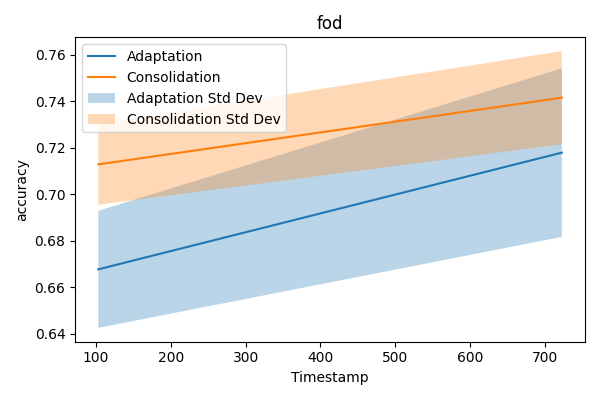 fod
Adaptation
Consolidation
Adaptation Std Dev
Consolidation Std Dev
accuracy
0.76
0.74
0.72
0.70
0.68
0.66
0.64
100 200 300 400 500 600 700
Timestamp